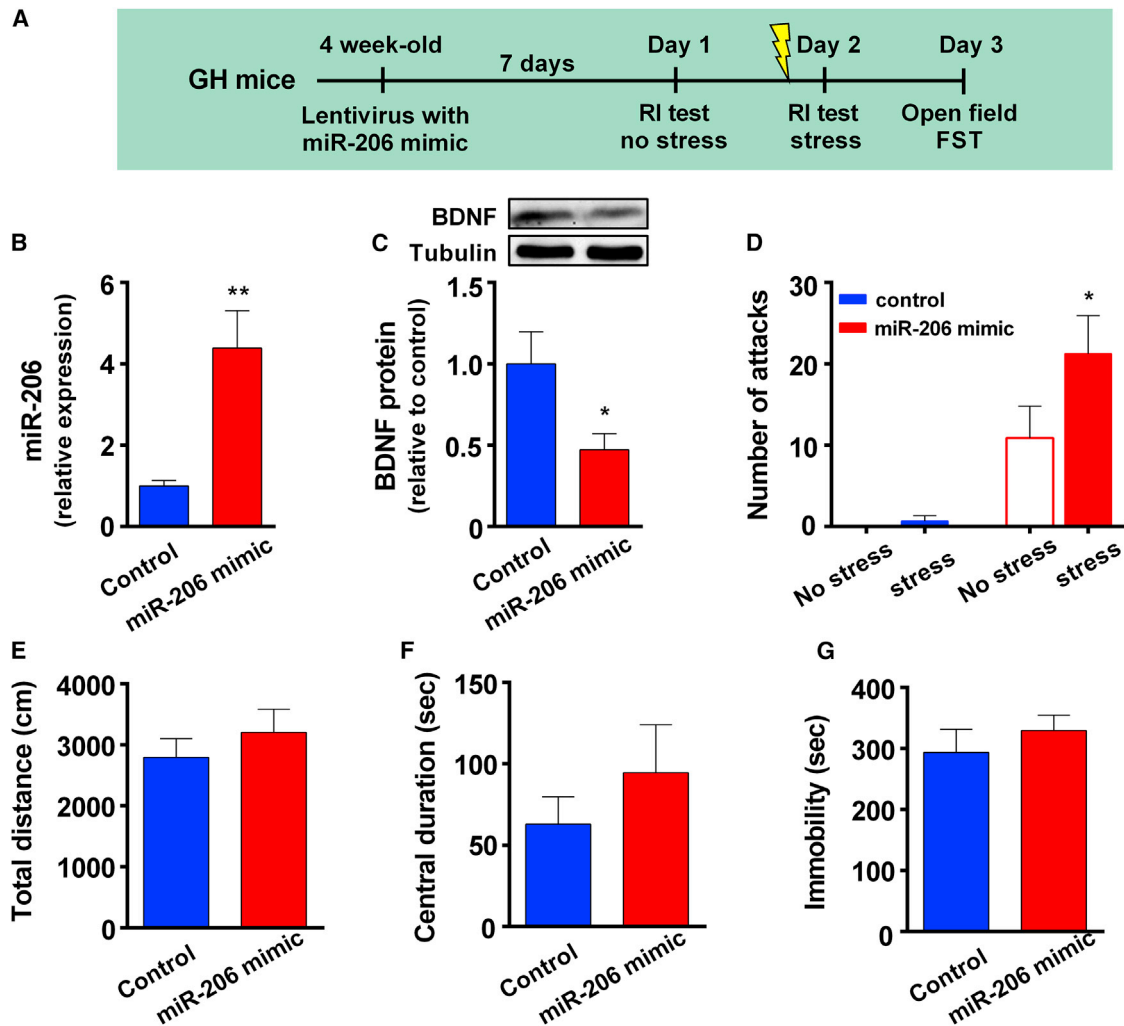 A
4 week-old
7 days
Day 1
Day 2
Day 3
GH mice
Lentivirus with
miR-206 mimic
RI test
no stress
RI test
stress
Open field
FST
B
miR-206
(relative expression)
6
4
2
0
**
Control
miR-206 mimic
C
BDNF
Tubulin
BDNF protein
(relative to control)
1.5
1.0
0.5
0
*
Control
miR-206 mimic
D
Number of attacks
30
20
10
0
control
miR-206 mimic
*
No stress
stress
No stress
stress
E
Total distance (cm)
4000
3000
2000
1000
0
Control
miR-206 mimic
F
Central duration (sec)
150
100
50
0
Control
miR-206 mimic
G
Immobility (sec)
400
300
200
100
0
Control
miR-206 mimic